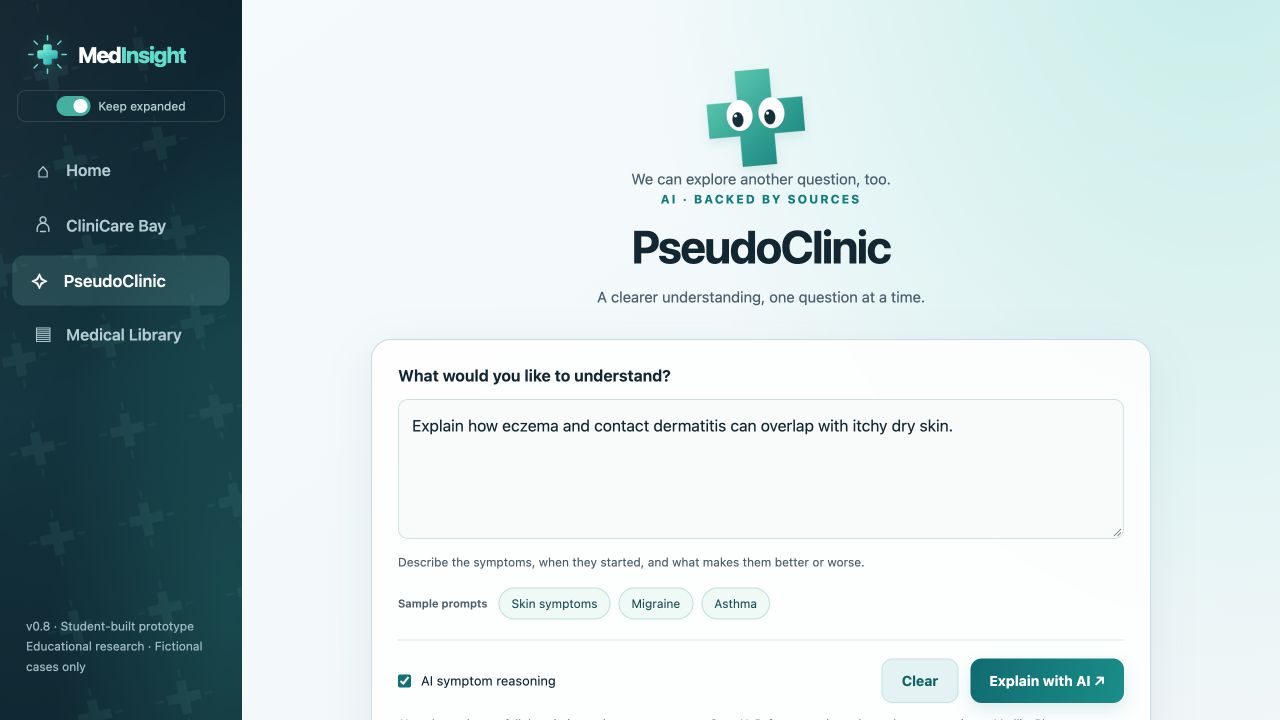 MedInsight
Keep expanded
Home
CliniCare Bay
PseudoClinic
Medical Library
v0.8 · Student-built prototype
Educational research · Fictional
cases only
We can explore another question, too.
AI · BACKED BY SOURCES
PseudoClinic
A clearer understanding, one question at a time.
What would you like to understand?
Explain how eczema and contact dermatitis can overlap with itchy dry skin.
Describe the symptoms, when they started, and what makes them better or worse.
Sample prompts Skin symptoms Migraine Asthma
AI symptom reasoning Clear Explain with AI ↗